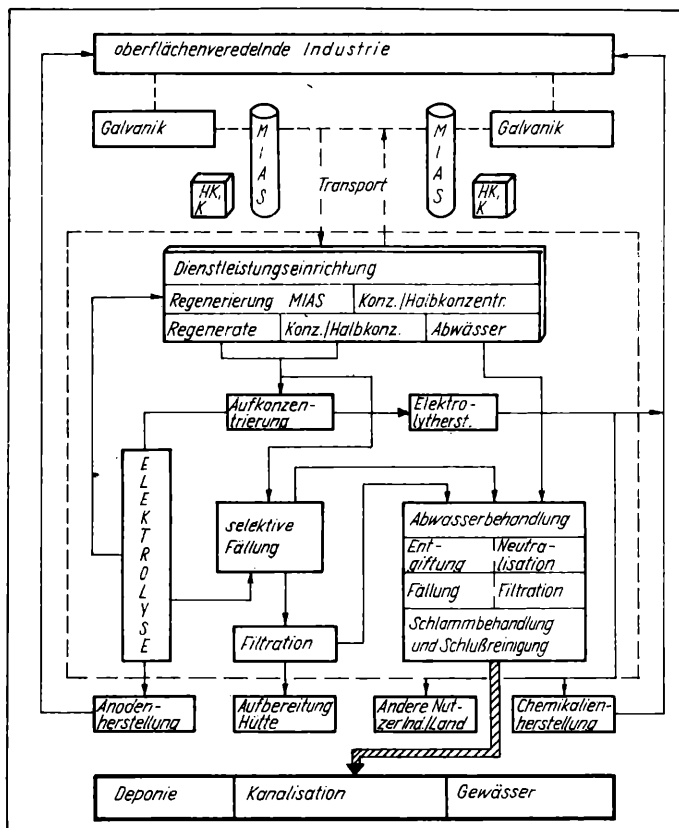 oberflächenveredelnde Industrie
Galvanik
MIAS
MIAS
Galvanik
HK,
K
Transport
HK,
K
Dienstleistungseinrichtung
Regenerierung MIAS
Konz./Halbkonzentr.
Regenerate
Konz./Halbkonz.
Abwässer
Aufkonzen-
trierung
Elektro-
lytherst.
ELEKTROLYSE
selektive
Fällung
Abwasserbehandlung
Ent-
giftung
Neutra-
lisation
Fällung
Filtration
Schlammbehandlung
und Schlußreinigung
Filtration
Anoden-
herstellung
Aufbereitung
Hütte
Andere Nut-
zer Ind./Land
Chemikalien-
herstellung
Deponie
Kanalisation
Gewässer